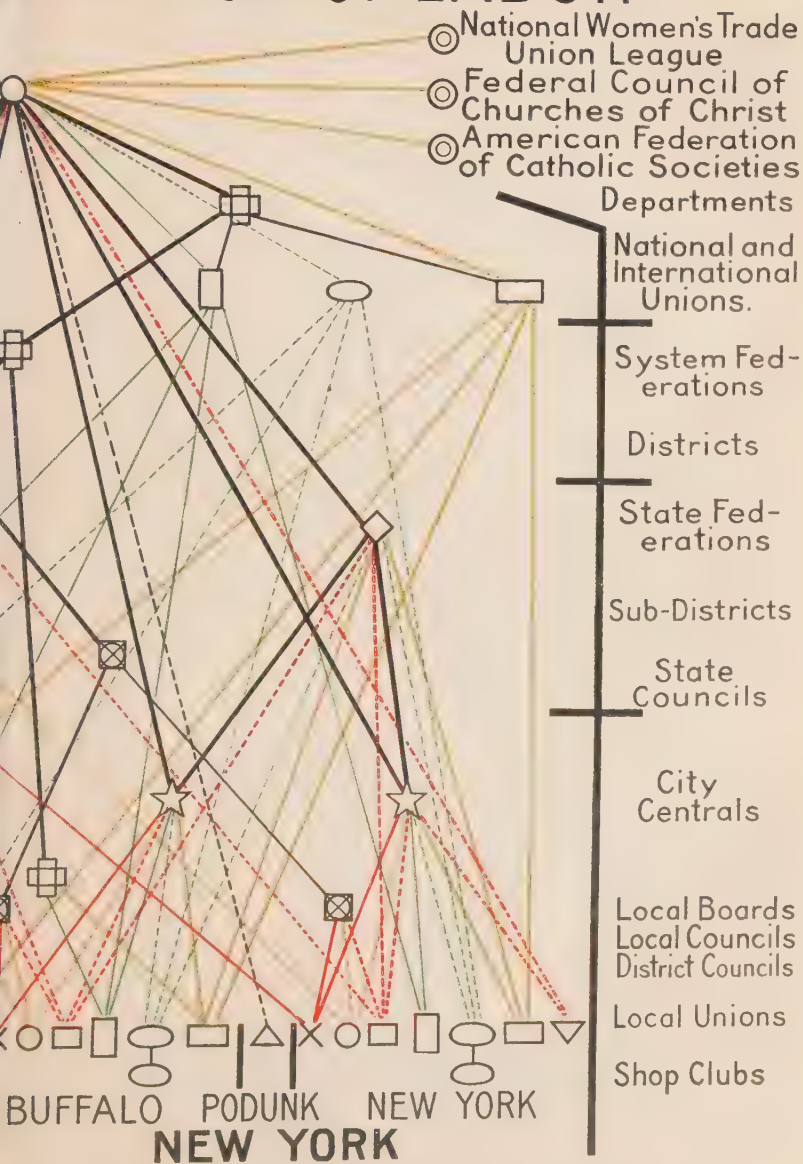 National Women's Trade
Union League
Federal Council of
Churches of Christ
American Federation
of Catholic Societies
Departments
National and
International
Unions.
System Fed-
erations
Districts
State Fed-
erations
Sub-Districts
State
Councils
City
Centrals
Local Boards
Local Councils
District Councils
Local Unions
Shop Clubs
BUFFALO PODUNK NEW YORK
NEW YORK